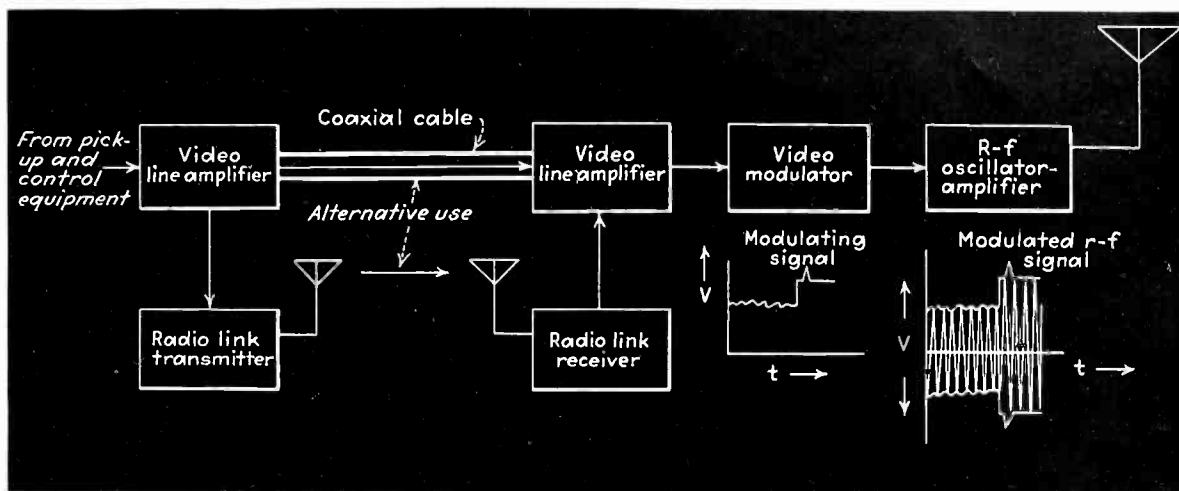 From pick-
up and
control
equipment
Video
line amplifier
Coaxial cable
Alternative use
Video
line amplifier
Video
modulator
R-f
oscillator-
amplifier
Radio link
transmitter
Radio link
receiver
Modulating
signal
V
t
Modulated r-f
signal
V
t